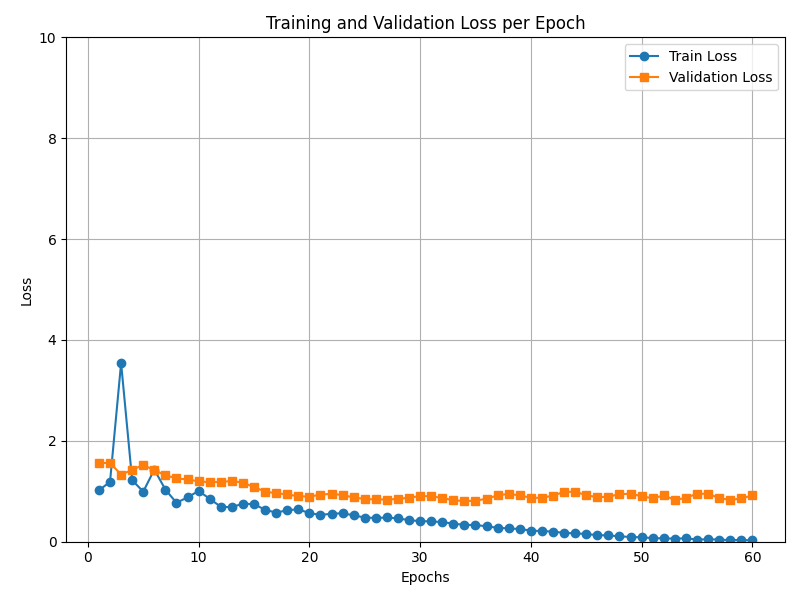 Training and Validation Loss per Epoch
10
8
6
4
2
0
Loss
Train Loss
Validation Loss
0 10 20 30 40 50 60
Epochs